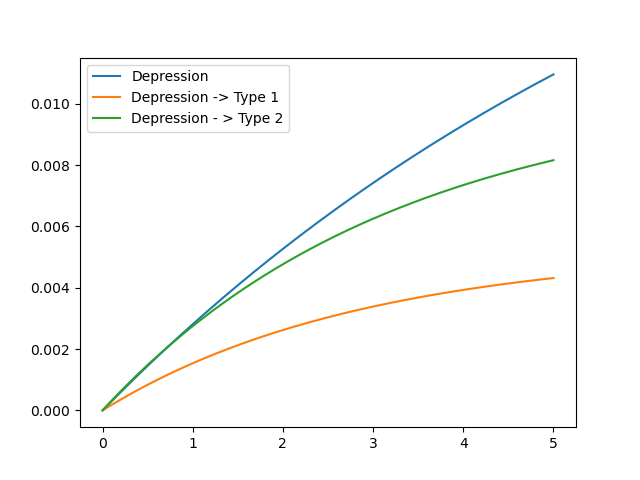 Depression
Depression -> Type 1
Depression - > Type 2
0.010
0.008
0.006
0.004
0.002
0.000
0 1 2 3 4 5